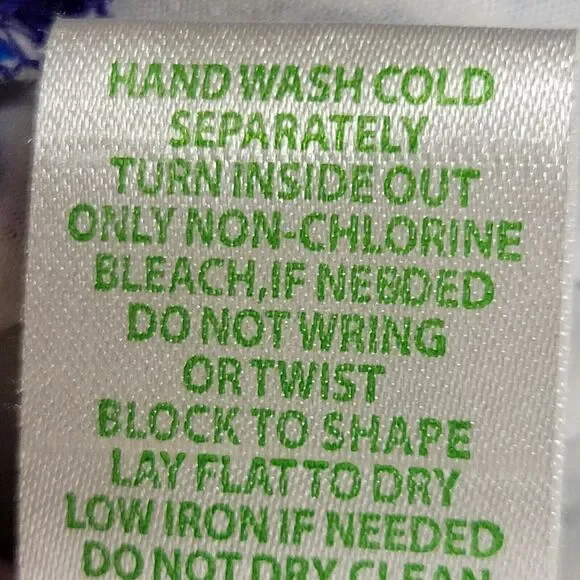 HAND WASH COLD
SEPARATELY
TURN INSIDE OUT
ONLY NON-CHLORINE
BLEACH,IF NEBDED
DO NOT WRING
OR TWIST
BLOCK TO SHAPE
LAY FLAT TO DRY
LOW IRON IF NEEDED
DO NOT DRY CLEAN